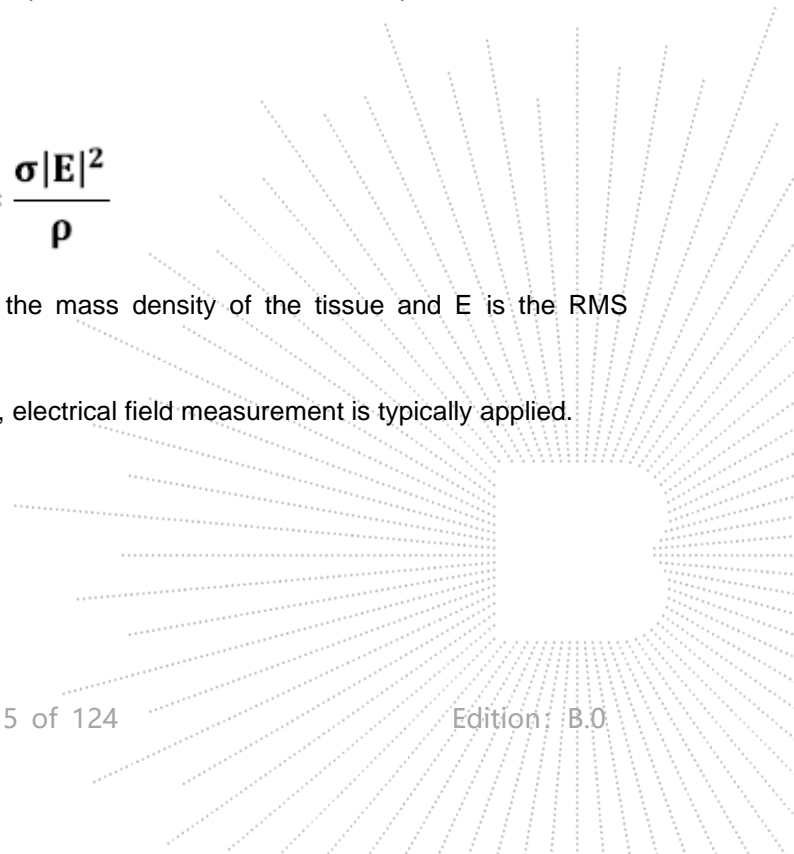 σ|E|²
ρ
the mass density of the tissue and E is the RMS
, electrical field measurement is typically applied.
5 of 124 Edition: B.0